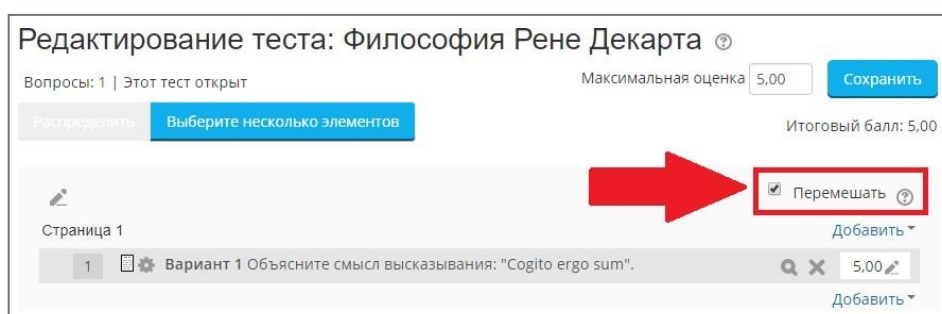 Редактирование теста: Философия Рене Декарта
Вопросы: 1 | Этот тест открыт
Максимальная оценка 5,00 Сохранить
Распределить Выберите несколько элементов
Итоговый балл: 5,00
Перемешать
Страница 1
Добавить
1 Вариант 1 Объясните смысл высказывания: "Cogito ergo sum". 5,00
Добавить